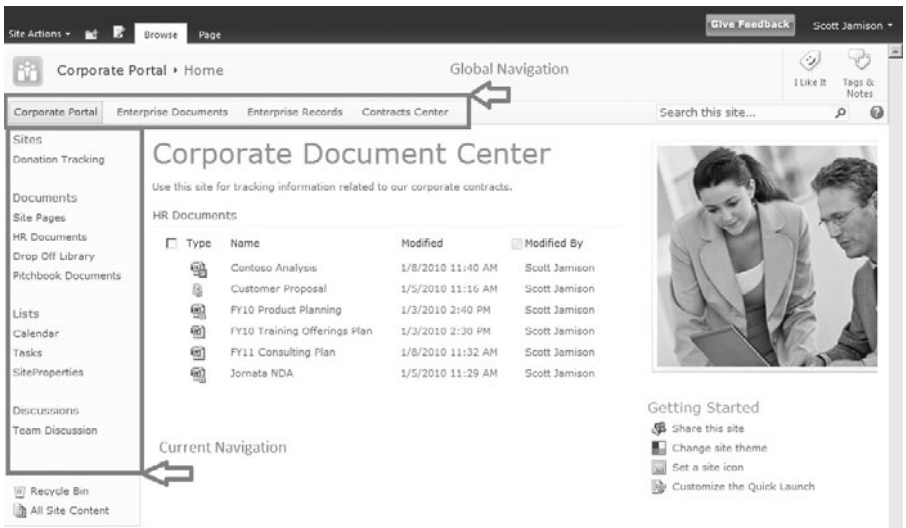 Site Actions
Browse
Page
Give Feedback
Scott Jamison
Corporate Portal
Home
Global Navigation
I Like It
Tags &
Notes
Corporate Portal
Enterprise Documents
Enterprise Records
Contracts Center
Search this site...
Sites
Donation Tracking
Documents
Site Pages
HR Documents
Drop Off Library
Pitchbook Documents
Lists
Calendar
Tasks
SiteProperties
Discussions
Team Discussion
Recycle Bin
All Site Content
Corporate Document Center
Use this site for tracking information related to our corporate contracts.
HR Documents
Type Name Modified Modified By
Contoso Analysis 1/8/2010 11:40 AM Scott Jamison
Customer Proposal 1/5/2010 11:16 AM Scott Jamison
FY10 Product Planning 1/3/2010 2:40 PM Scott Jamison
FY10 Training Offerings Plan 1/3/2010 2:30 PM Scott Jamison
FY11 Consulting Plan 1/8/2010 11:32 AM Scott Jamison
Jornata NDA 1/5/2010 11:29 AM Scott Jamison
Current Navigation
Getting Started
Share this site
Change site theme
Set a site icon
Customize the Quick Launch